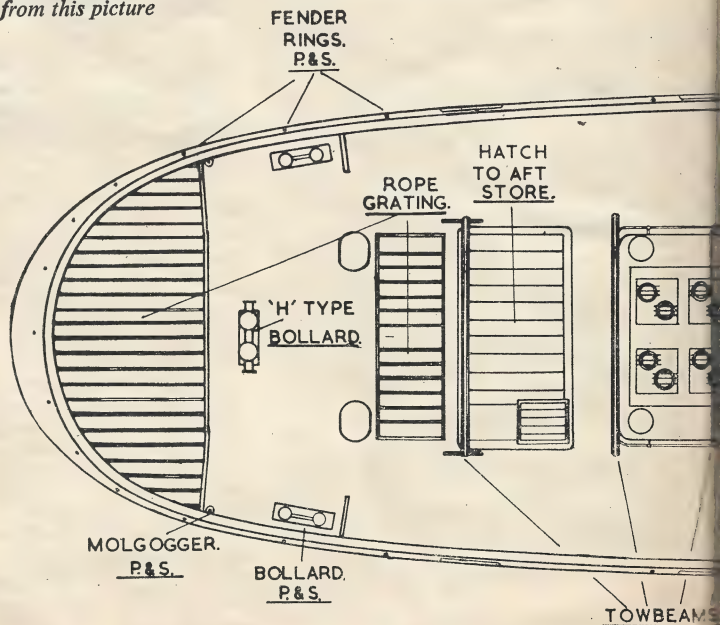 from this picture
FENDER
RINGS.
P.& S.
HATCH
TO AFT
STORE.
ROPE
GRATING.
'H' TYPE
BOLLARD.
MOLGOGGER.
P.& S.
BOLLARD.
P.& S.
TOWBEAMS